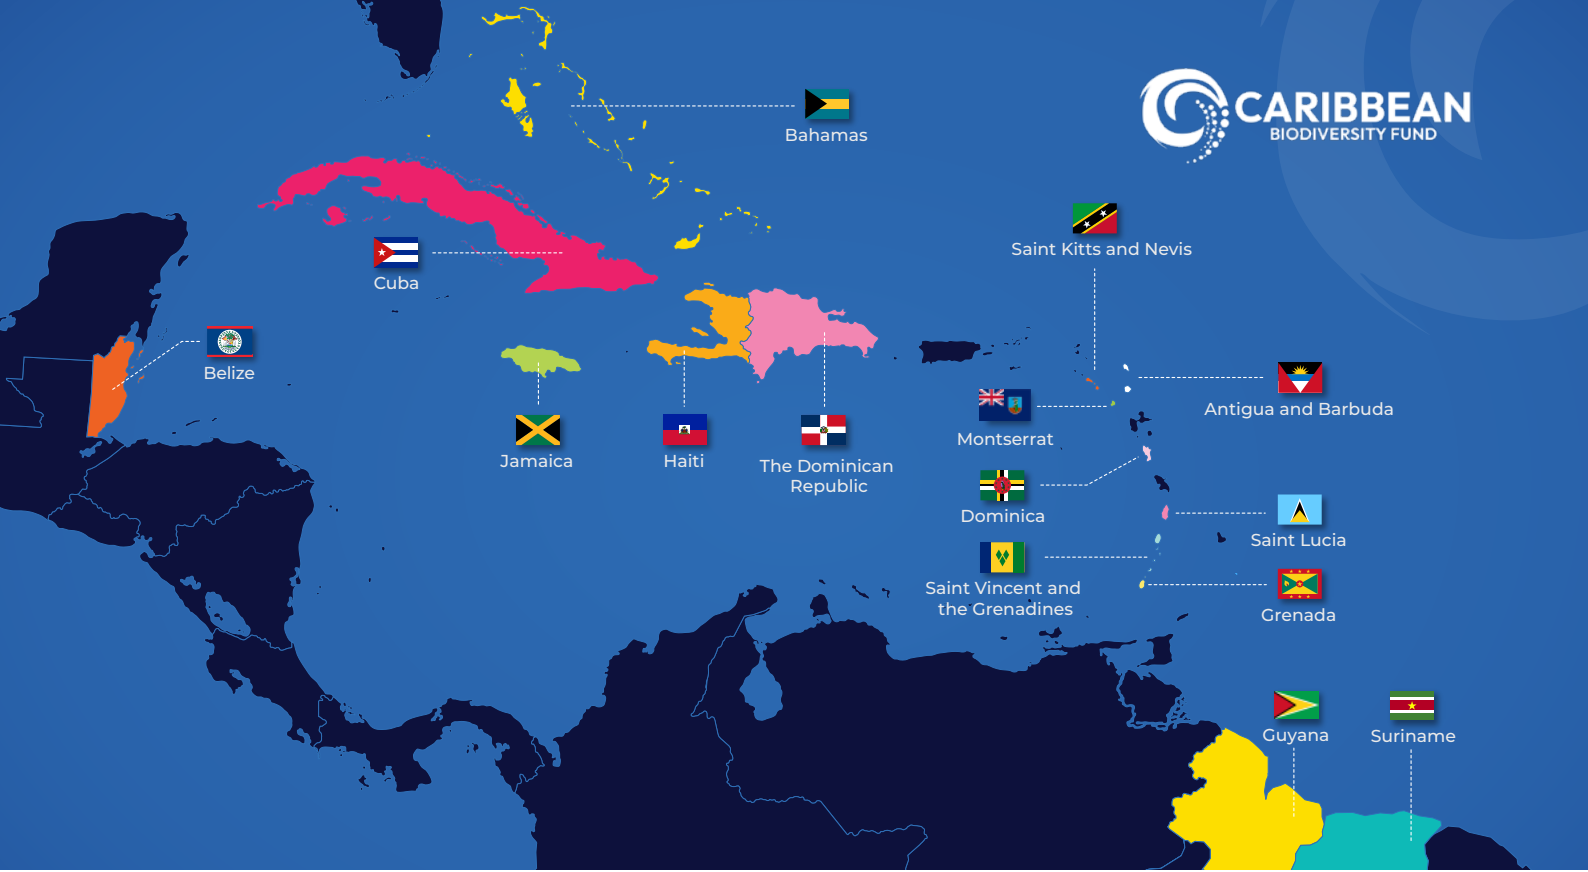 CARIBBEAN
BIODIVERSITY FUND
Bahamas
Saint Kitts and Nevis
Cuba
Belize
Antigua and Barbuda
Montserrat
Jamaica
Haiti
The Dominican
Republic
Dominica
Saint Lucia
Saint Vincent and
the Grenadines
Grenada
Guyana
Suriname